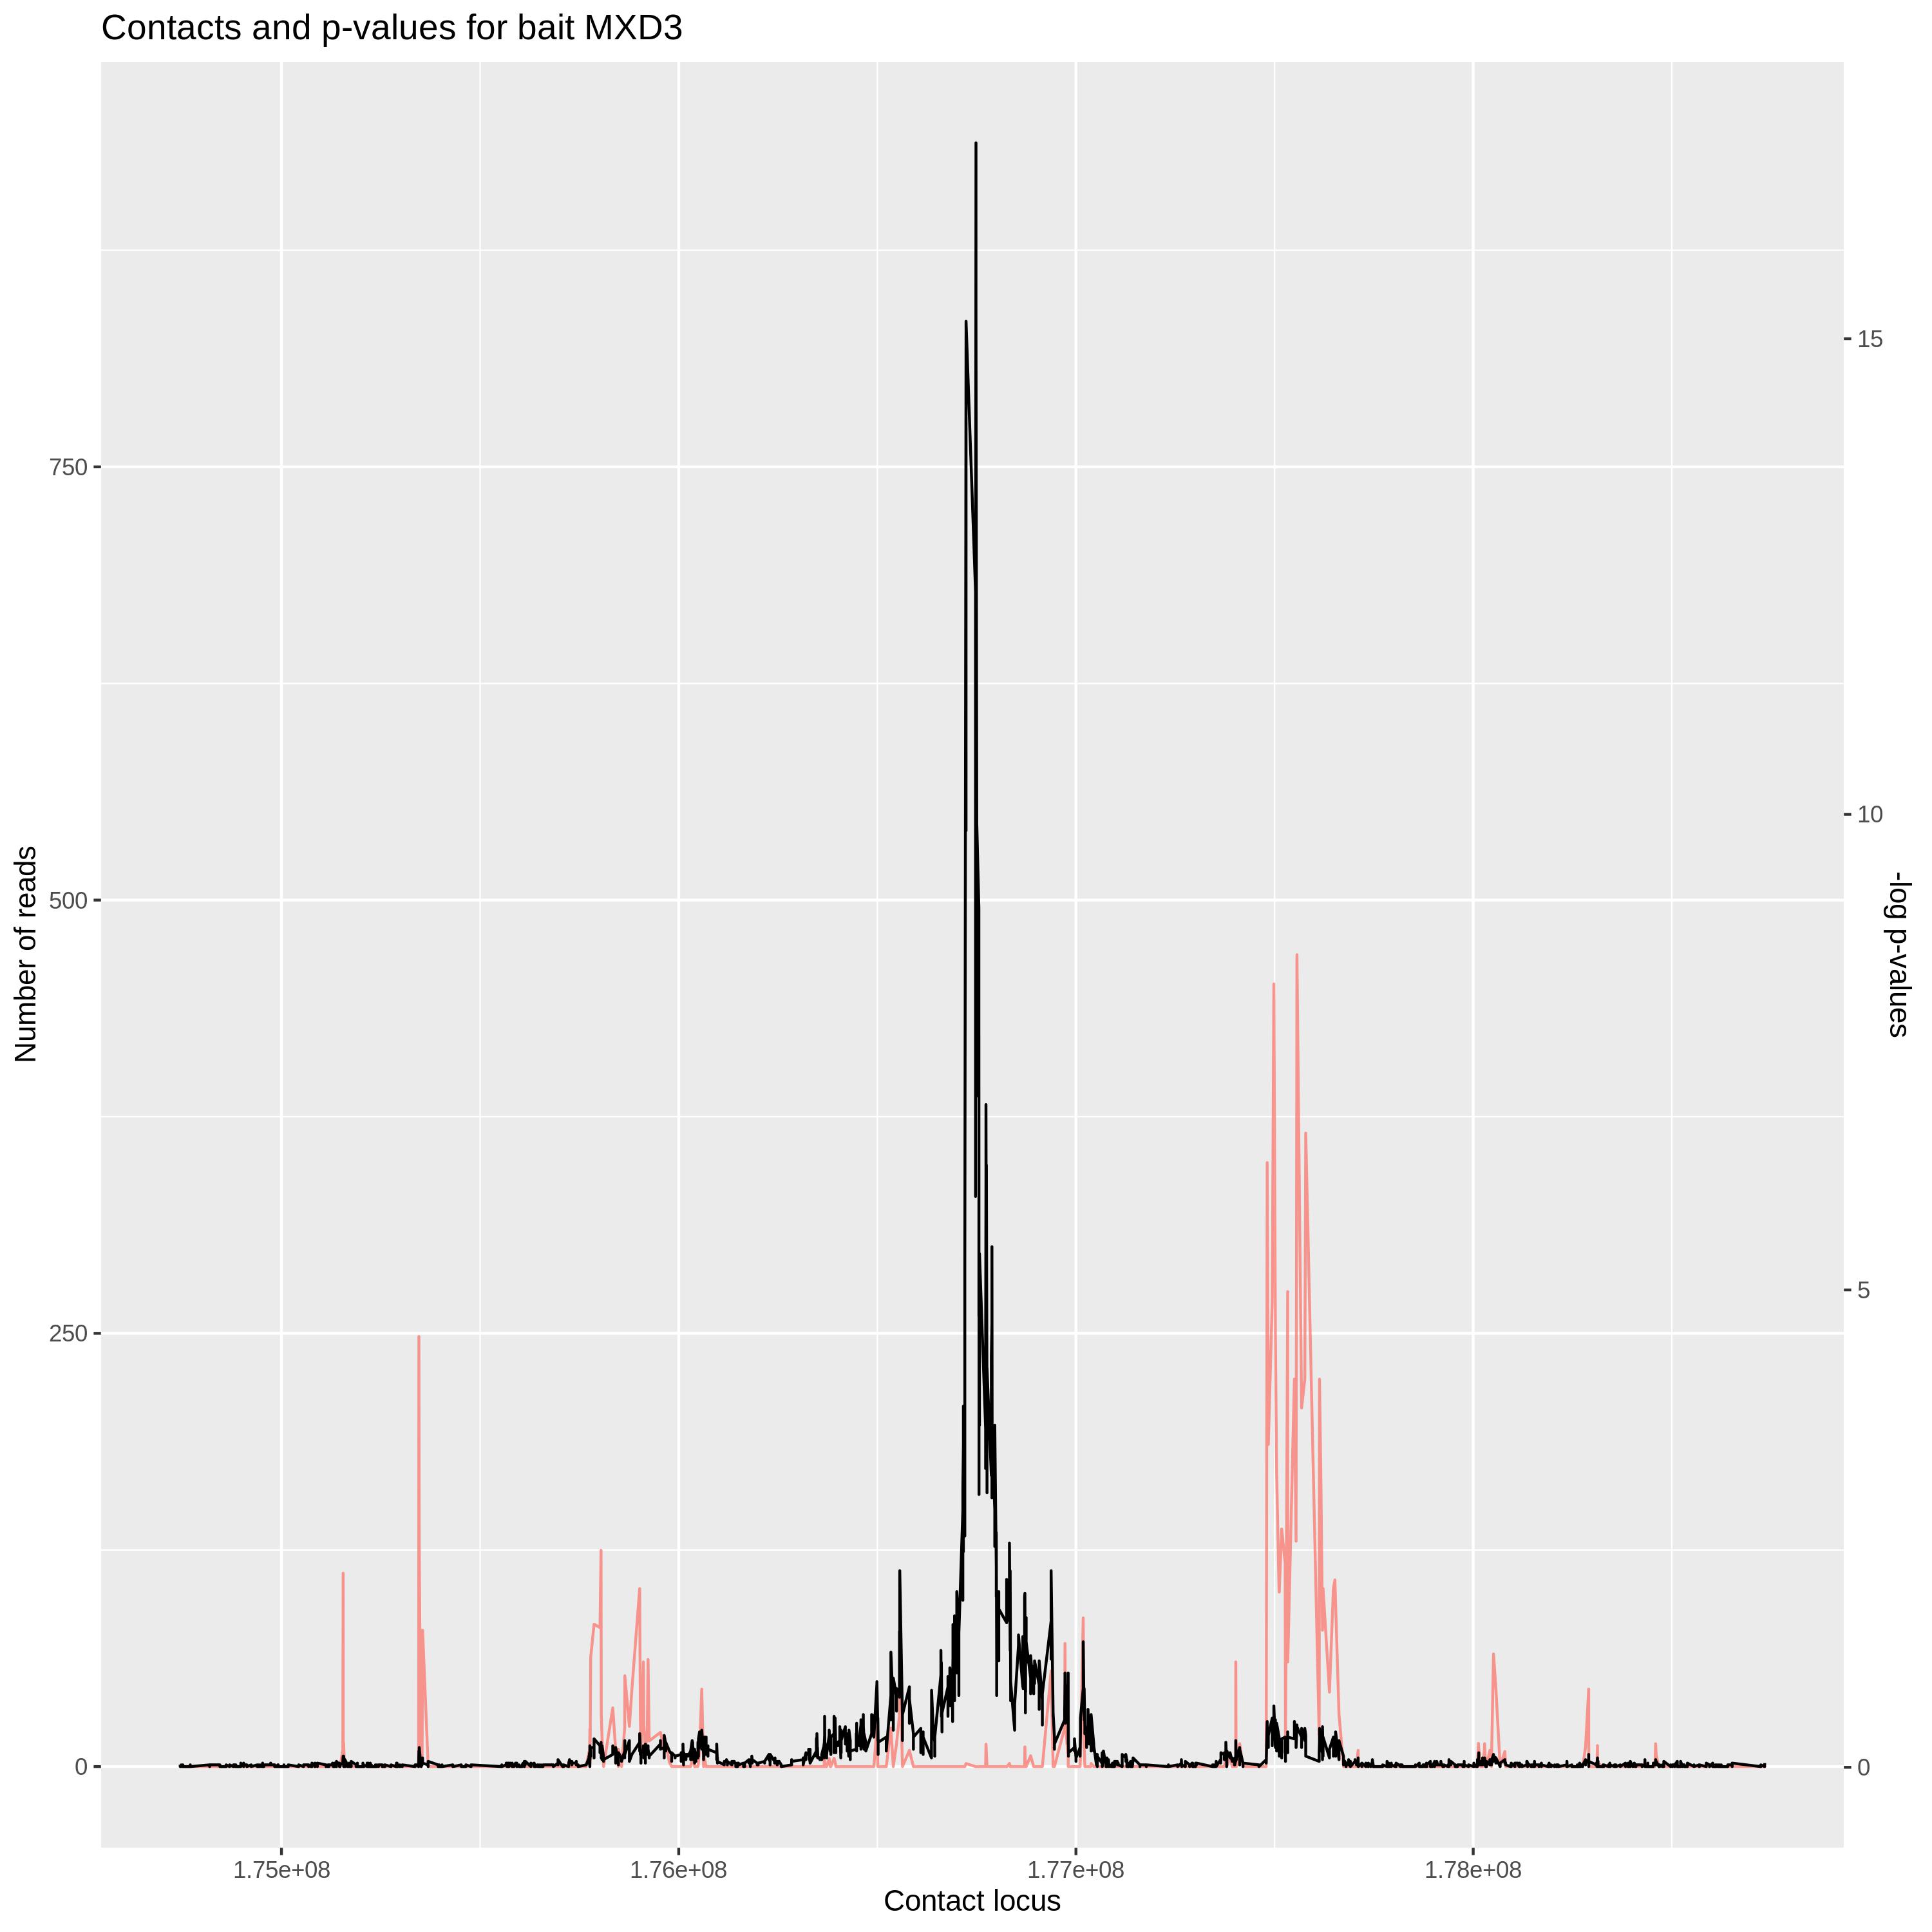 Contacts and p-values for bait MXD3
Number of reads
750
500
250
0
15
10
5
0
-log p-values
1.75e+08
1.76e+08
1.77e+08
1.78e+08
Contact locus